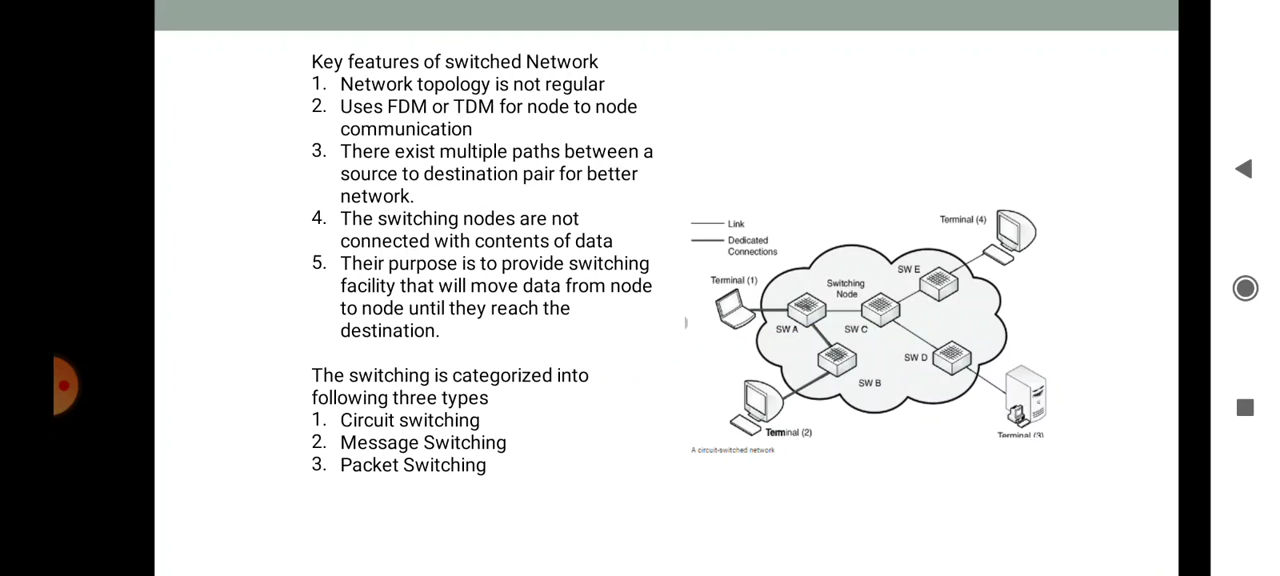 Key features of switched Network
1. Network topology is not regular
2. Uses FDM or TDM for node to node
communication
3. There exist multiple paths between a
source to destination pair for better
network.
4. The switching nodes are not
connected with contents of data
5. Their purpose is to provide switching
facility that will move data from node
to node until they reach the
destination.
The switching is categorized into
following three types
1. Circuit switching
2. Message Switching
3. Packet Switching
Link
Dedicated
Connections
Terminal (4)
SW E
Terminal (1)
Switching
Node
SW A
SW C
SW D
SW B
Terminal (2)
Terminal (3)
A circuit-switched network